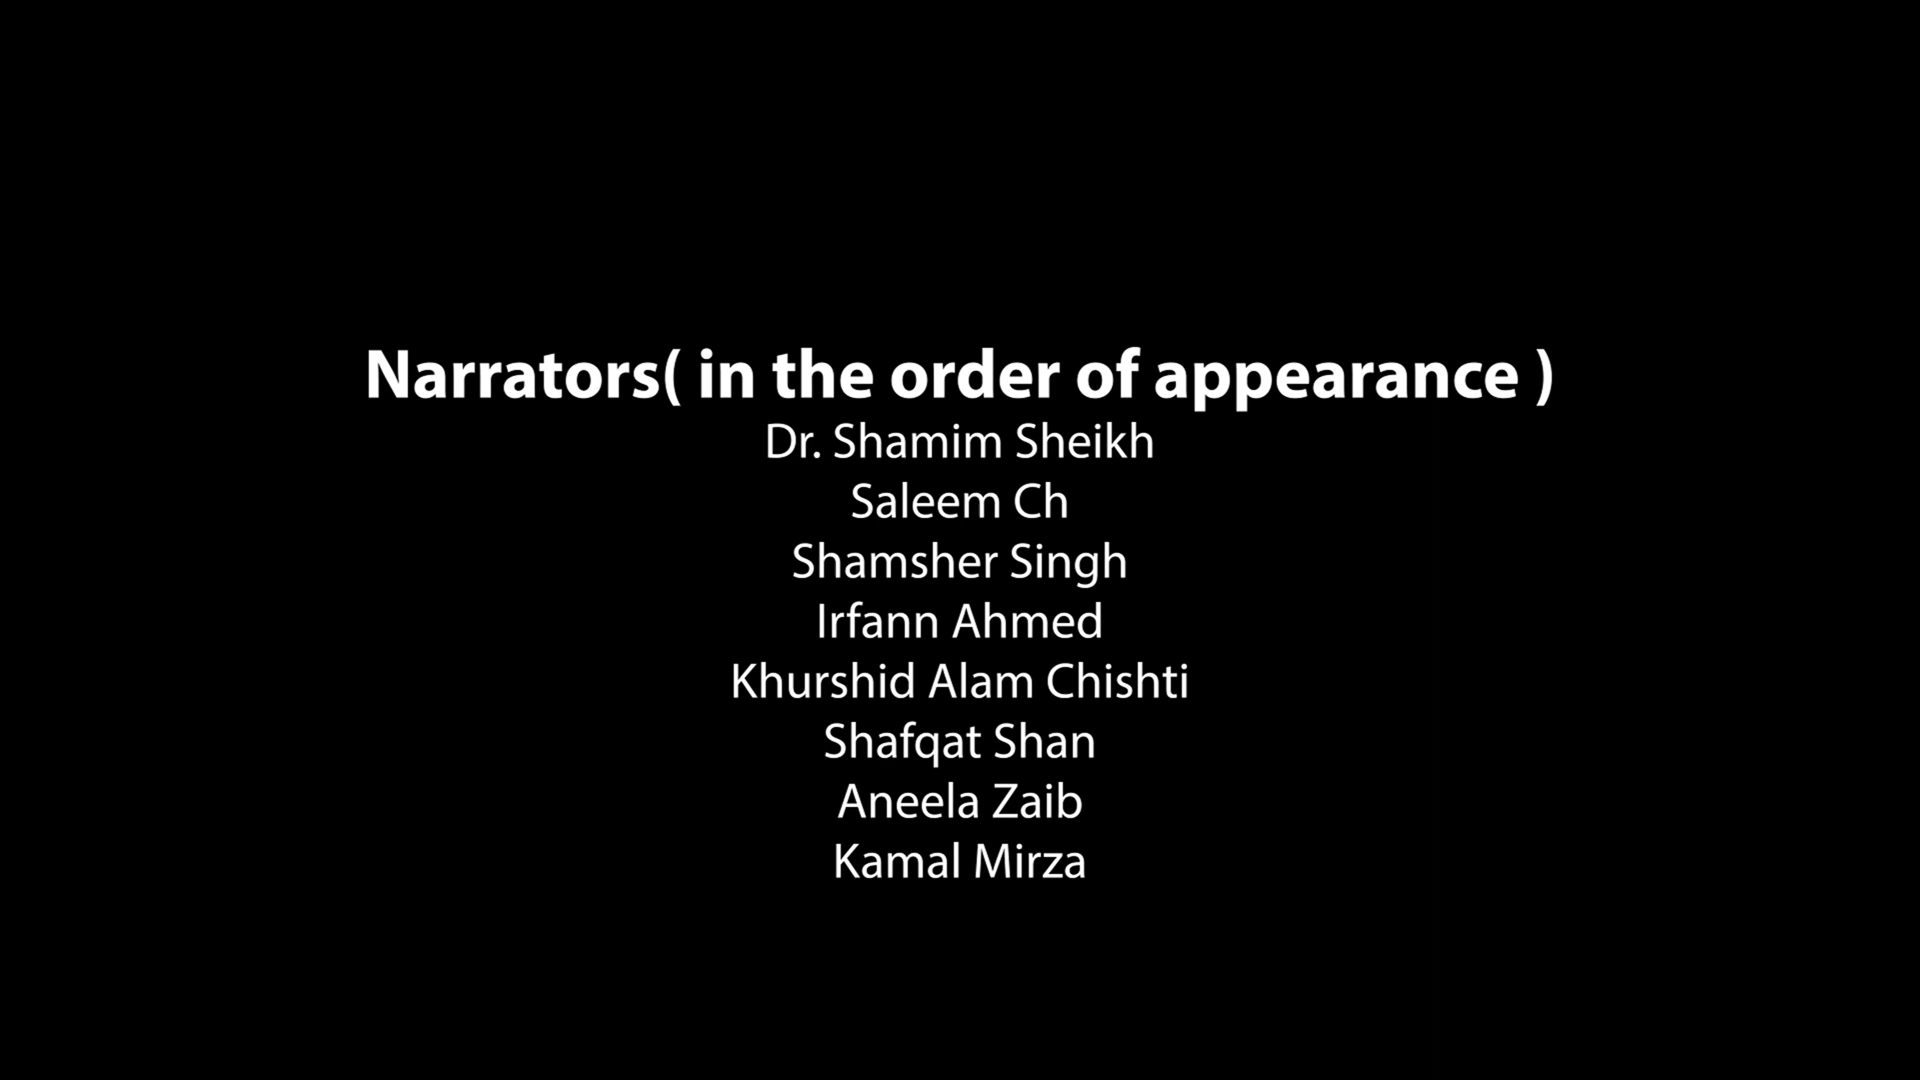 Narrators( in the order of appearance )
Dr. Shamim Sheikh
Saleem Ch
Shamsher Singh
Irfann Ahmed
Khurshid Alam Chishti
Shafqat Shan
Aneela Zaib
Kamal Mirza